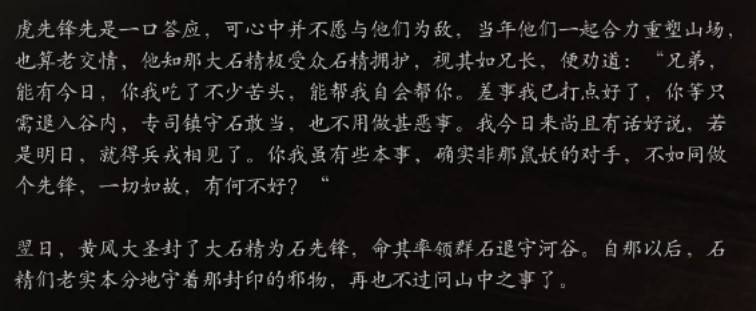 虎先锋先是一口答应，可心中并不愿与他们为敌，当年他们一起合力重塑山场，
也算老交情，他知那大石精极受众石精拥护，视其如兄长，便劝道：“兄弟，
能有今日，你我吃了不少苦头，能帮我自会帮你。差事我已打点好了，你等只
需退入谷内，专司镇守石敢当，也不用做甚恶事。我今日来尚且有话好说，若
是明日，就得兵戎相见了。你我虽有些本事，确实非那鼠妖的对手，不如同做
个先锋，一切如故，有何不好？“
翌日，黄风大圣封了大石精为石先锋，命其率领群石退守河谷。自那以后，石
精们老实本分地守着那封印的邪物，再也不过问山中之事了。